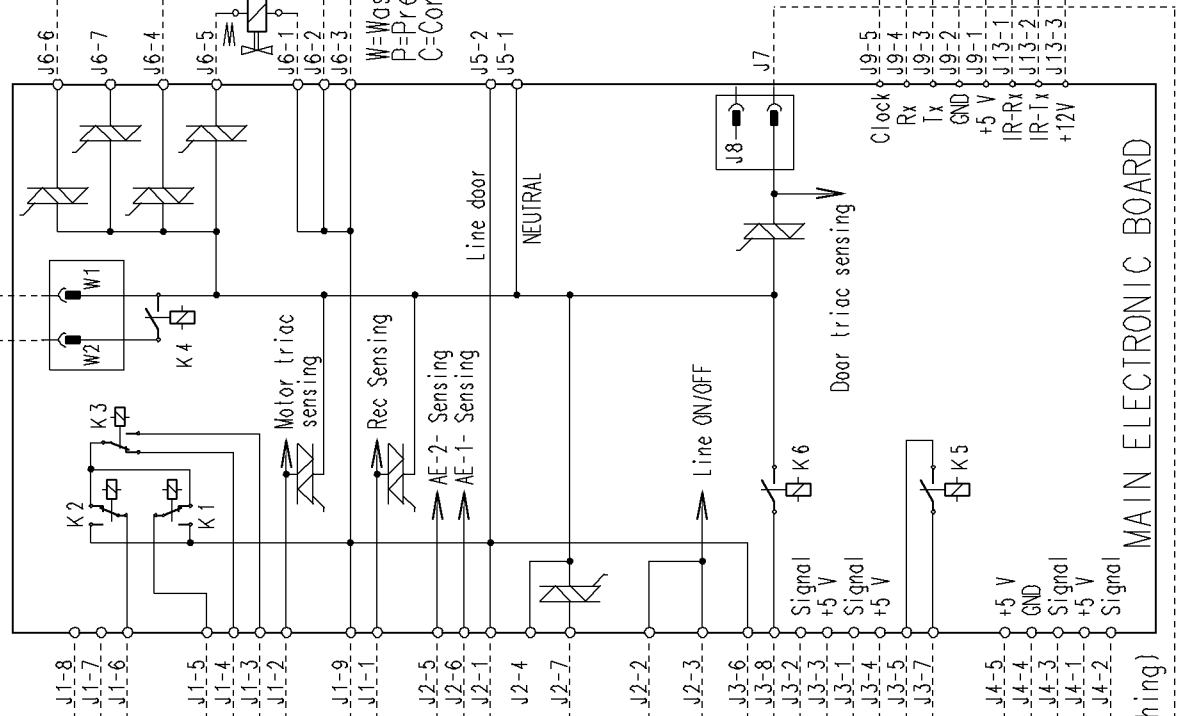 J6-6
J6-7
J6-4
J6-5
J6-1
J6-2
J6-3
W=Was
P=Pre
C=Cor
J5-2
J5-1
J7
J9-5
J9-4
J9-3
J9-2
J9-1
J13-1
J13-2
J13-3
Clock
Rx
Tx
GND
+5 V
IR-Rx
IR-Tx
+12V
J8
W1
W2
K4
Line door
NEUTRAL
Door triac sensing
K3
K2
K1
Motor triac
sensing
Rec Sensing
AE-2- Sensing
AE-1- Sensing
Line ON/OFF
K6
K5
MAIN ELECTRONIC BOARD
Signal
+5 V
Signal
+5 V
+5 V
GND
Signal
+5 V
Signal
J1-8
J1-7
J1-6
J1-5
J1-4
J1-3
J1-2
J1-9
J1-1
J2-5
J2-6
J2-1
J2-4
J2-7
J2-2
J2-3
J3-6
J3-8
J3-2
J3-3
J3-1
J3-4
J3-5
J3-7
J4-5
J4-4
J4-3
J4-1
J4-2
hing)